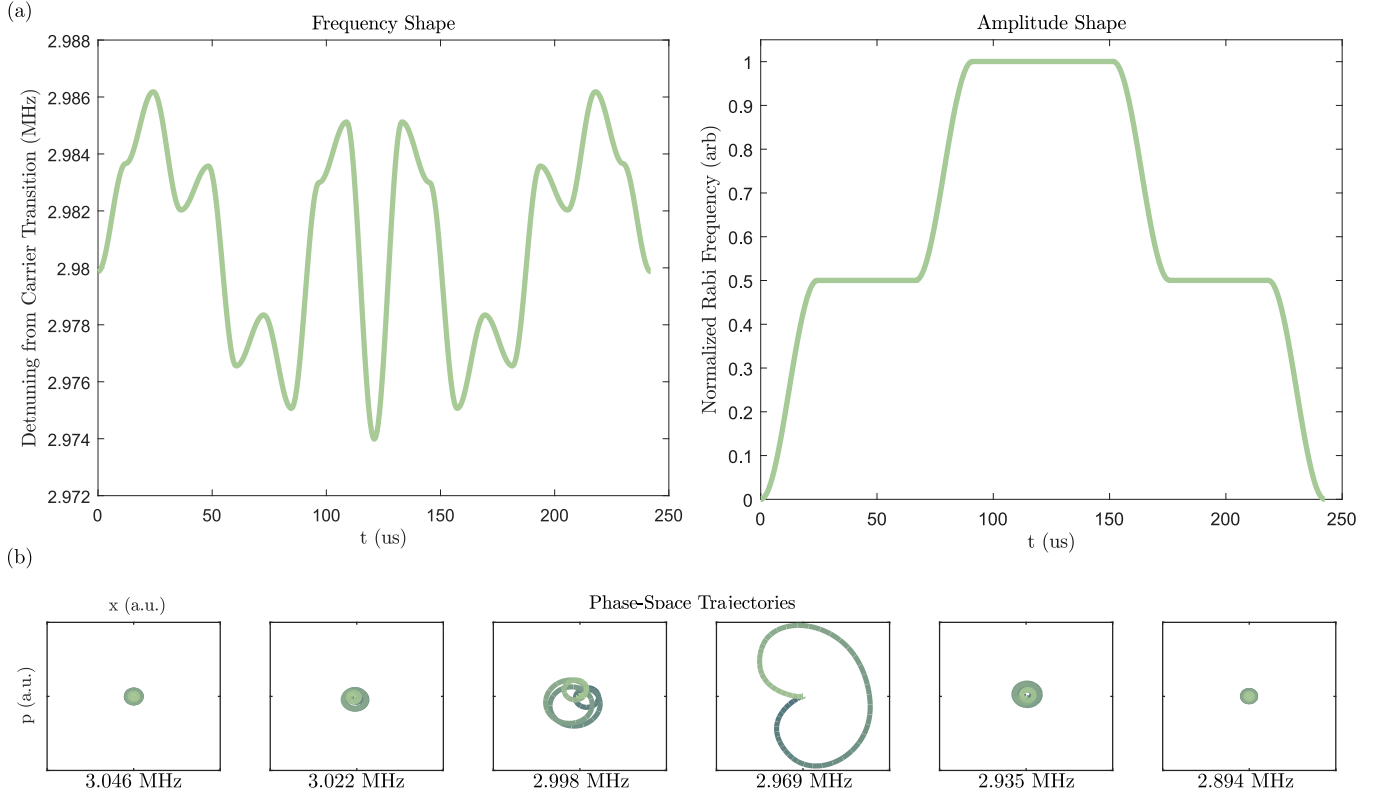 (a)
Frequency Shape
Amplitude Shape
2.988
2.986
2.984
2.982
2.98
2.978
2.976
2.974
2.972
Detnuning from Carrier Transition (MHz)
0 50 100 150 200 250
t (us)
1
0.9
0.8
0.7
0.6
0.5
0.4
0.3
0.2
0.1
0
Normalized Rabi Frequency (arb)
0 50 100 150 200 250
t (us)
(b)
x (a.u.)
Phase-Space Trajectories
p (a.u.)
3.046 MHz 3.022 MHz 2.998 MHz 2.969 MHz 2.935 MHz 2.894 MHz